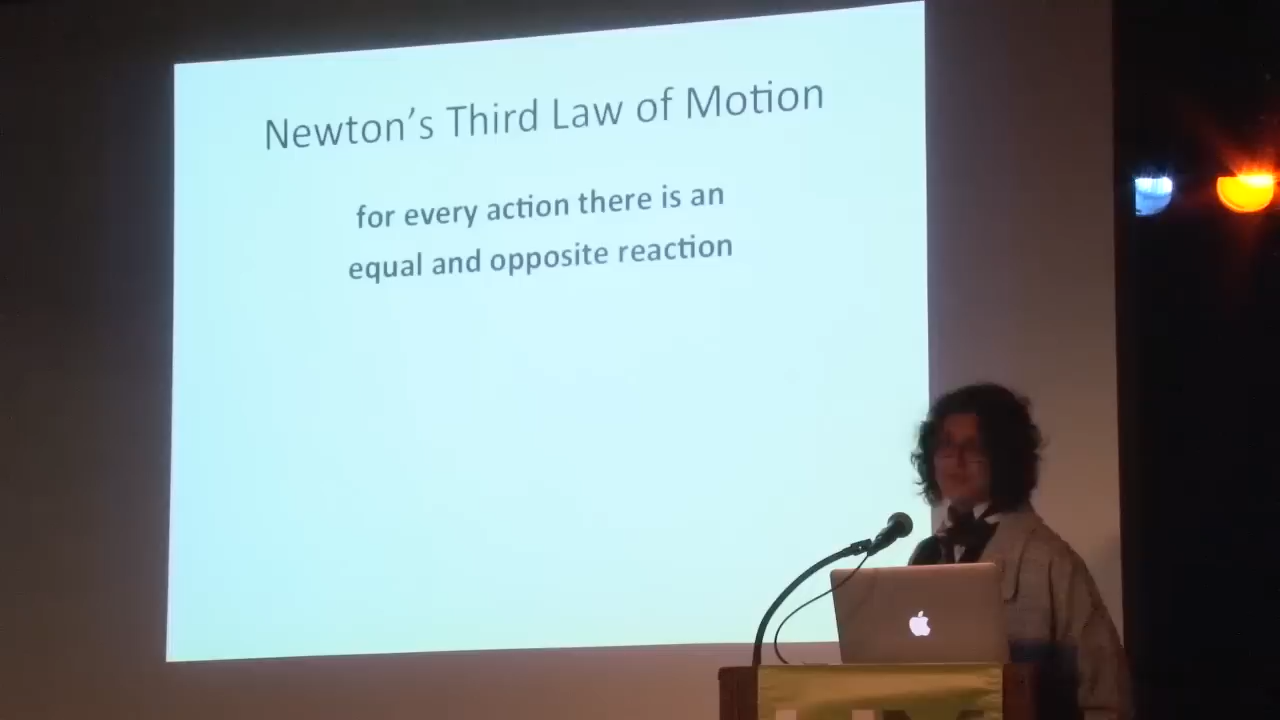 Newton's Third Law of Motion
for every action there is an
equal and opposite reaction